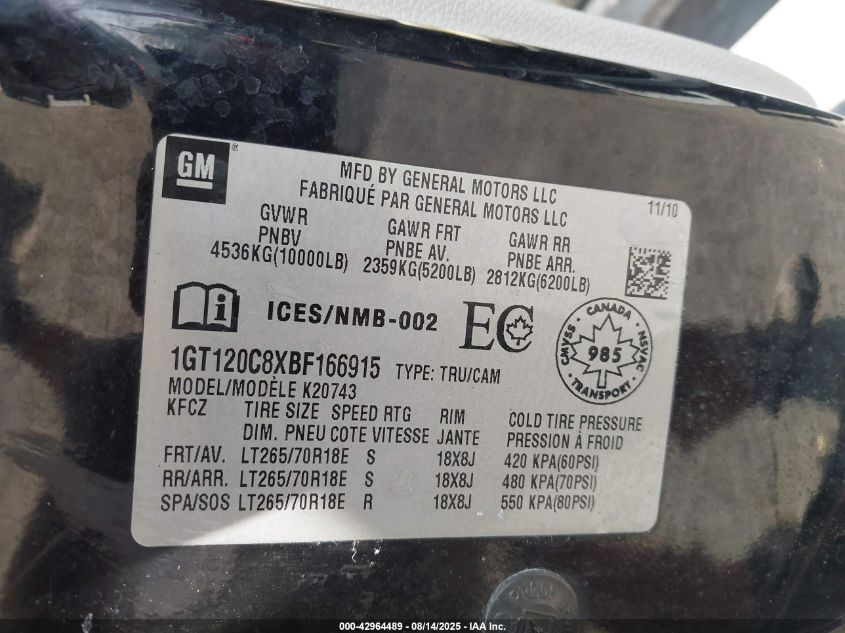 GM®
MFD BY GENERAL MOTORS LLC
FABRIQUÉ PAR GENERAL MOTORS LLC
11/10
GVWR GAWR FRT GAWR RR
PNBV PNBE AV. PNBE ARR.
4536KG(10000LB) 2359KG(5200LB) 2812KG(6200LB)
i ICES/NMB-002 EC
CANADA
CMVSS 985 NSVAC
TRANSPORT
1GT120C8XBF166915 TYPE: TRU/CAM
MODEL/MODÈLE K20743
KFCZ TIRE SIZE SPEED RTG RIM COLD TIRE PRESSURE
DIM. PNEU COTE VITESSE JANTE PRESSION À FROID
FRT/AV. LT265/70R18E S 18X8J 420 KPA(60PSI)
RR/ARR. LT265/70R18E S 18X8J 480 KPA(70PSI)
SPA/SOS LT265/70R18E R 18X8J 550 KPA(80PSI)
000-42964489 - 08/14/2025 - IAA Inc.